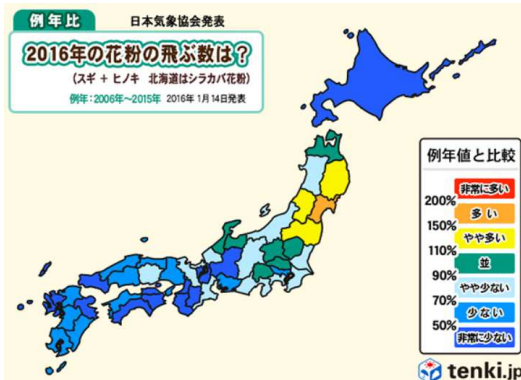 例年比
日本気象協会発表
2016年の花粉の飛ぶ数は？
(スギ + ヒノキ 北海道はシラカバ花粉)
例年：2006年～2015年 2016年 1月14日発表
例年値と比較
非常に多い
200%
多い
150%
やや多い
110%
並
90%
やや少ない
70%
少ない
50%
非常に少ない
tenki.jp